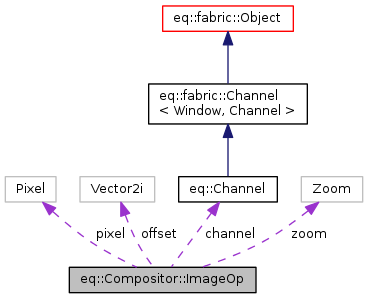 eq::fabric::Object
eq::fabric::Channel
< Window, Channel >
Pixel
Vector2i
eq::Channel
Zoom
pixel
offset
channel
zoom
eq::Compositor::ImageOp